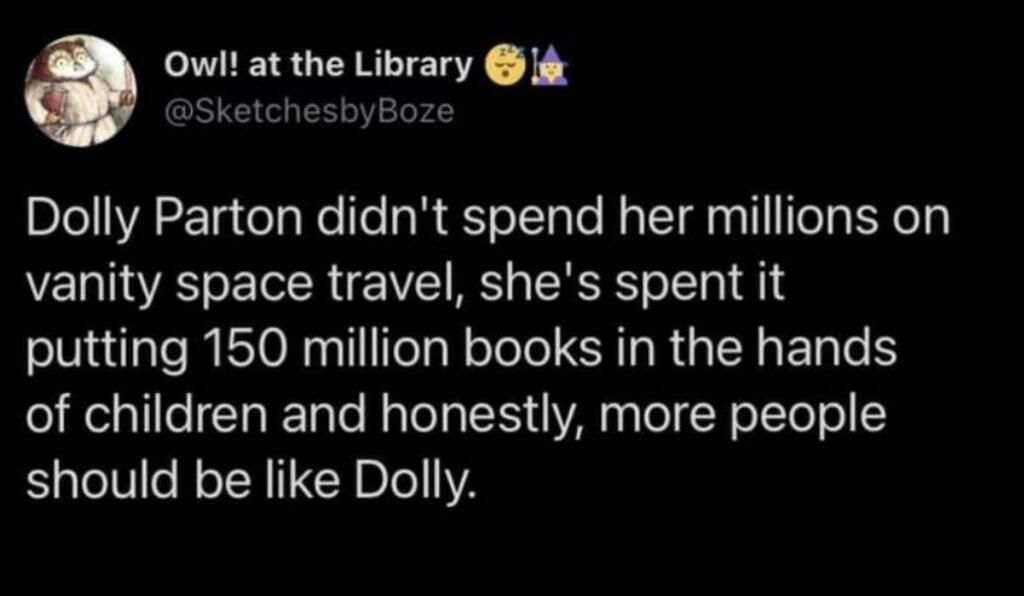 Owl! at the Library 😴🧙‍♀️
@SketchesbyBoze
Dolly Parton didn't spend her millions on
vanity space travel, she's spent it
putting 150 million books in the hands
of children and honestly, more people
should be like Dolly.